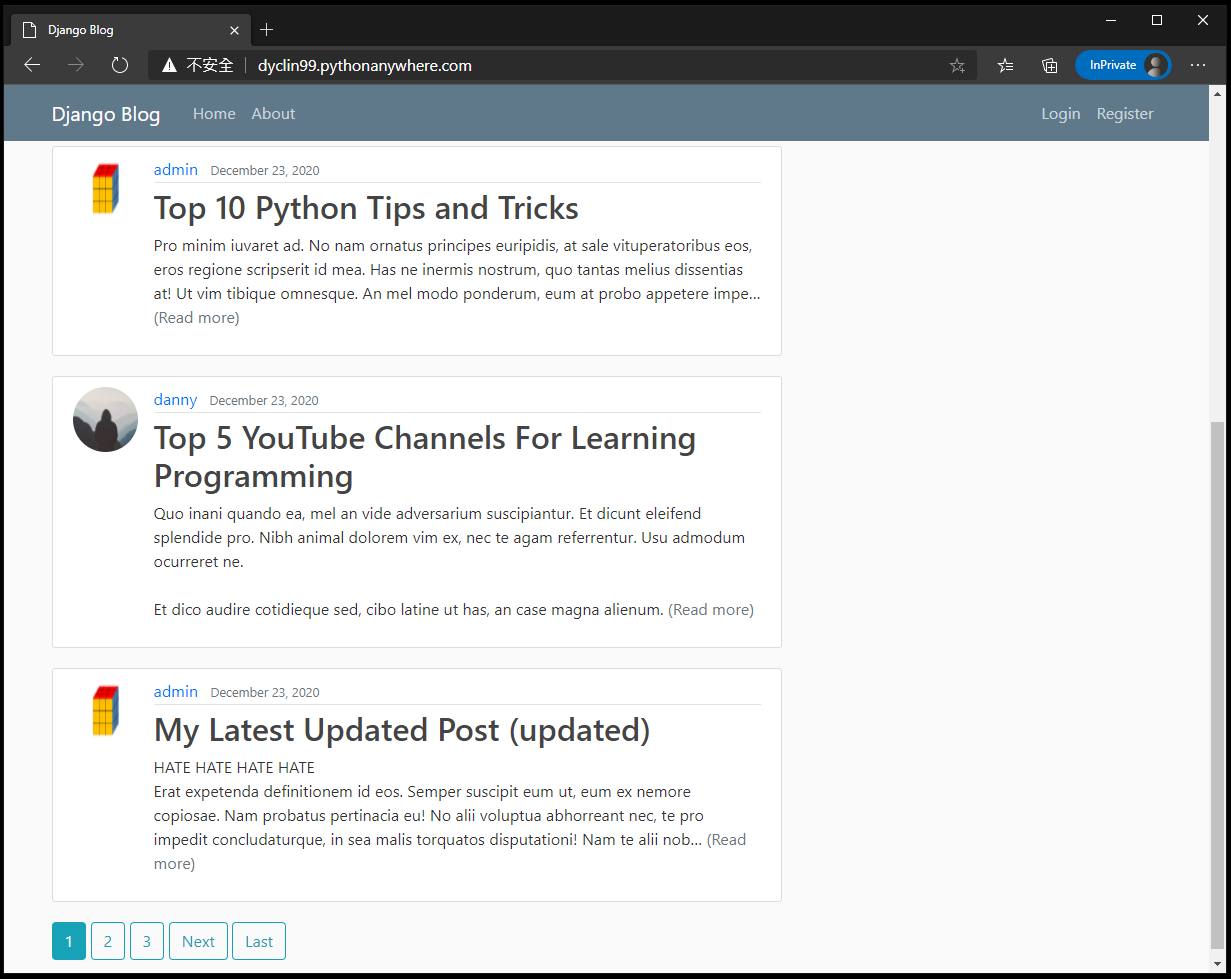 Django Blog
不安全 dyclin99.pythonanywhere.com InPrivate
Django Blog Home About Login Register
admin December 23, 2020
Top 10 Python Tips and Tricks
Pro minim iuvaret ad. No nam ornatus principes euripidis, at sale vituperatoribus eos,
eros regione scripserit id mea. Has ne inermis nostrum, quo tantas melius dissentias
at! Ut vim tibique omnesque. An mel modo ponderum, eum at probo appetere impe...
(Read more)
danny December 23, 2020
Top 5 YouTube Channels For Learning
Programming
Quo inani quando ea, mel an vide adversarium suscipiantur. Et dicunt eleifend
splendide pro. Nibh animal dolorem vim ex, nec te agam referrentur. Usu admodum
ocurreret ne.
Et dico audire cotidieque sed, cibo latine ut has, an case magna alienum. (Read more)
admin December 23, 2020
My Latest Updated Post (updated)
HATE HATE HATE HATE
Erat expetenda definitionem id eos. Semper suscipit eum ut, eum ex nemore
copiosae. Nam probatus pertinacia eu! No alii voluptua abhorreant nec, te pro
impedit concludaturque, in sea malis torquatos disputationi! Nam te alii nob... (Read
more)
1 2 3 Next Last